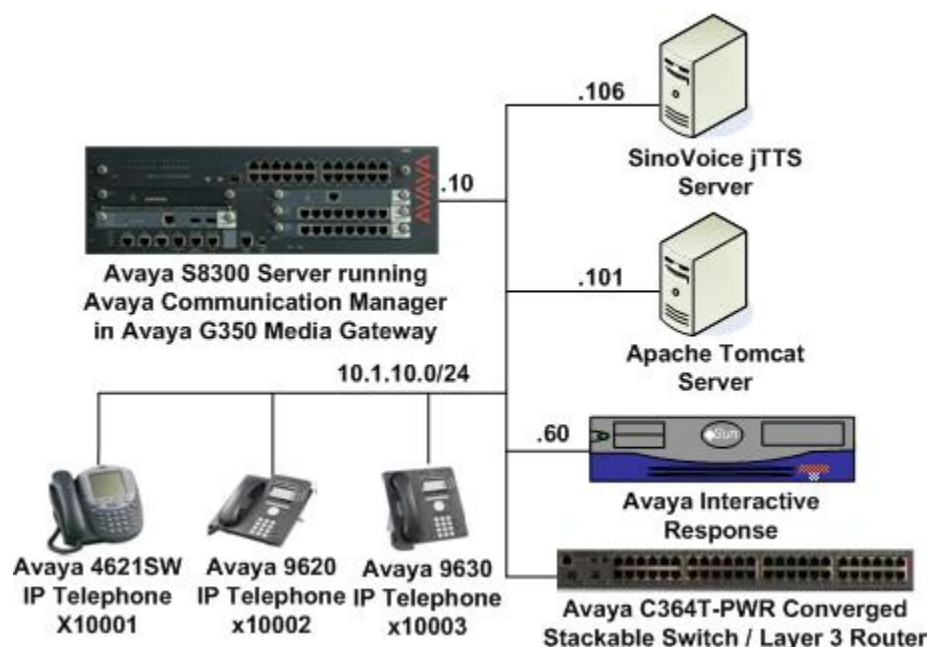 .106
SinoVoice jTTS
Server
AVAYA
.10
Avaya S8300 Server running
Avaya Communication Manager
in Avaya G350 Media Gateway
.101
Apache Tomcat
Server
10.1.10.0/24
.60
Sun
Avaya Interactive
Response
Avaya 4621SW
IP Telephone
X10001
Avaya 9620
IP Telephone
x10002
Avaya 9630
IP Telephone
x10003
Avaya C364T-PWR Converged
Stackable Switch / Layer 3 Router